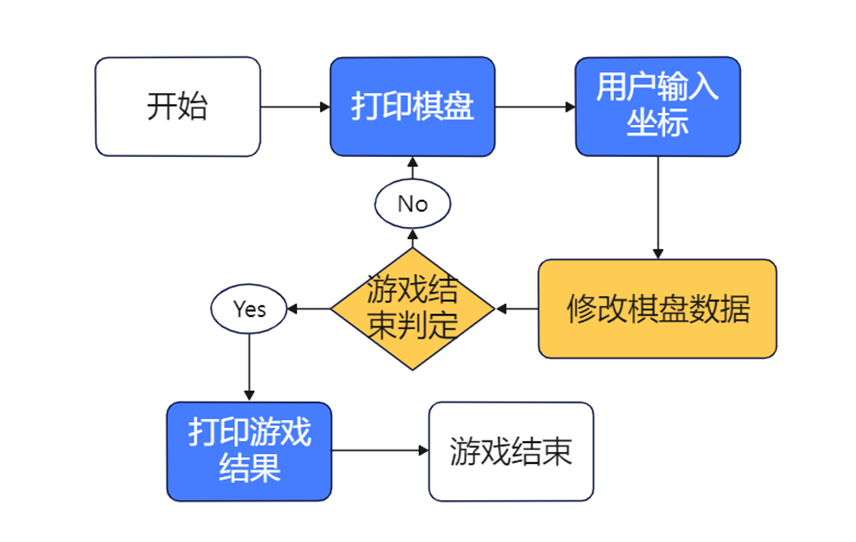 开始
打印棋盘
用户输入
坐标
No
游戏结
束判定
修改棋盘数据
Yes
打印游戏
结果
游戏结束